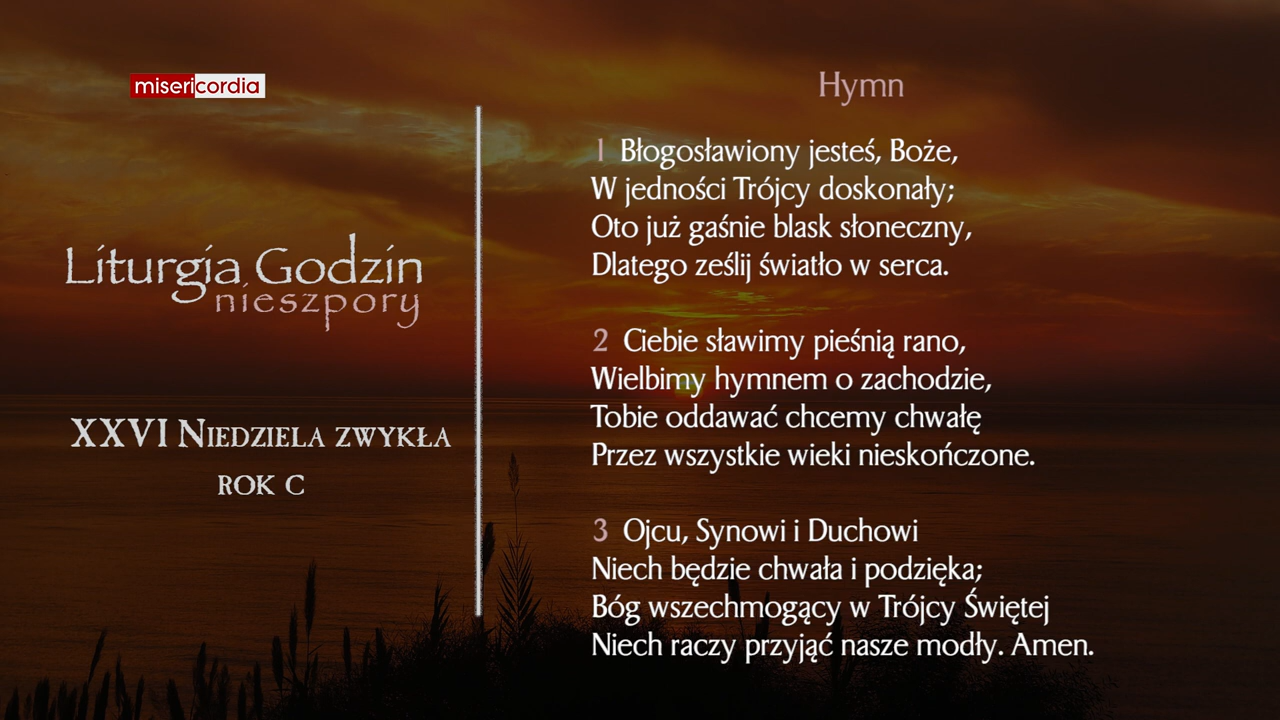 misericordia
Liturgia Godzin
nieszpory
XXVI Niedziela zwykła
rok C
Hymn
1 Błogosławiony jesteś, Boże,
W jedności Trójcy doskonały;
Oto już gaśnie blask słoneczny,
Dlatego ześlij światło w serca.
2 Ciebie sławimy pieśnią rano,
Wielbimy hymnem o zachodzie,
Tobie oddawać chcemy chwałę
Przez wszystkie wieki nieskończone.
3 Ojcu, Synowi i Duchowi
Niech będzie chwała i podzięka;
Bóg wszechmogący w Trójcy Świętej
Niech raczy przyjąć nasze modły. Amen.